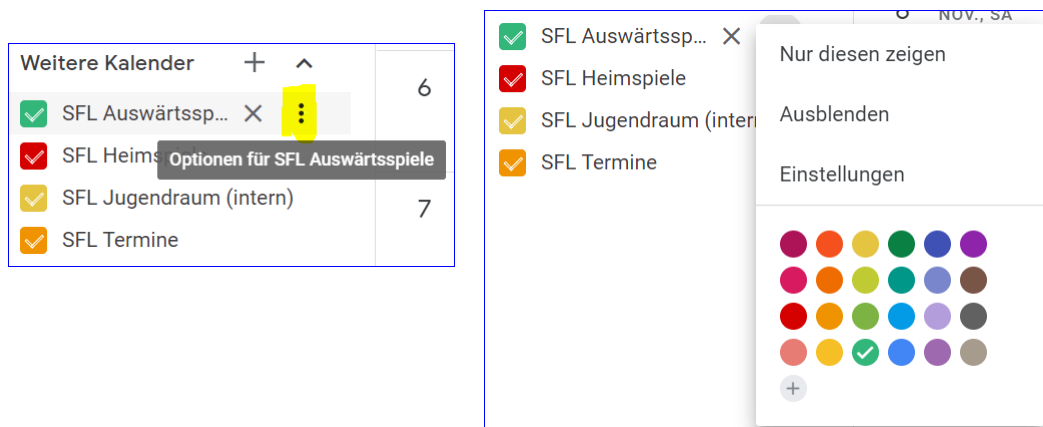 Weitere Kalender
6
SFL Auswärtssp...
SFL Heimsp
Optionen für SFL Auswärtsspiele
SFL Jugendraum (intern)
7
SFL Termine
NOV., SA
SFL Auswärtssp...
SFL Heimspiele
SFL Jugendraum (inter
SFL Termine
Nur diesen zeigen
Ausblenden
Einstellungen